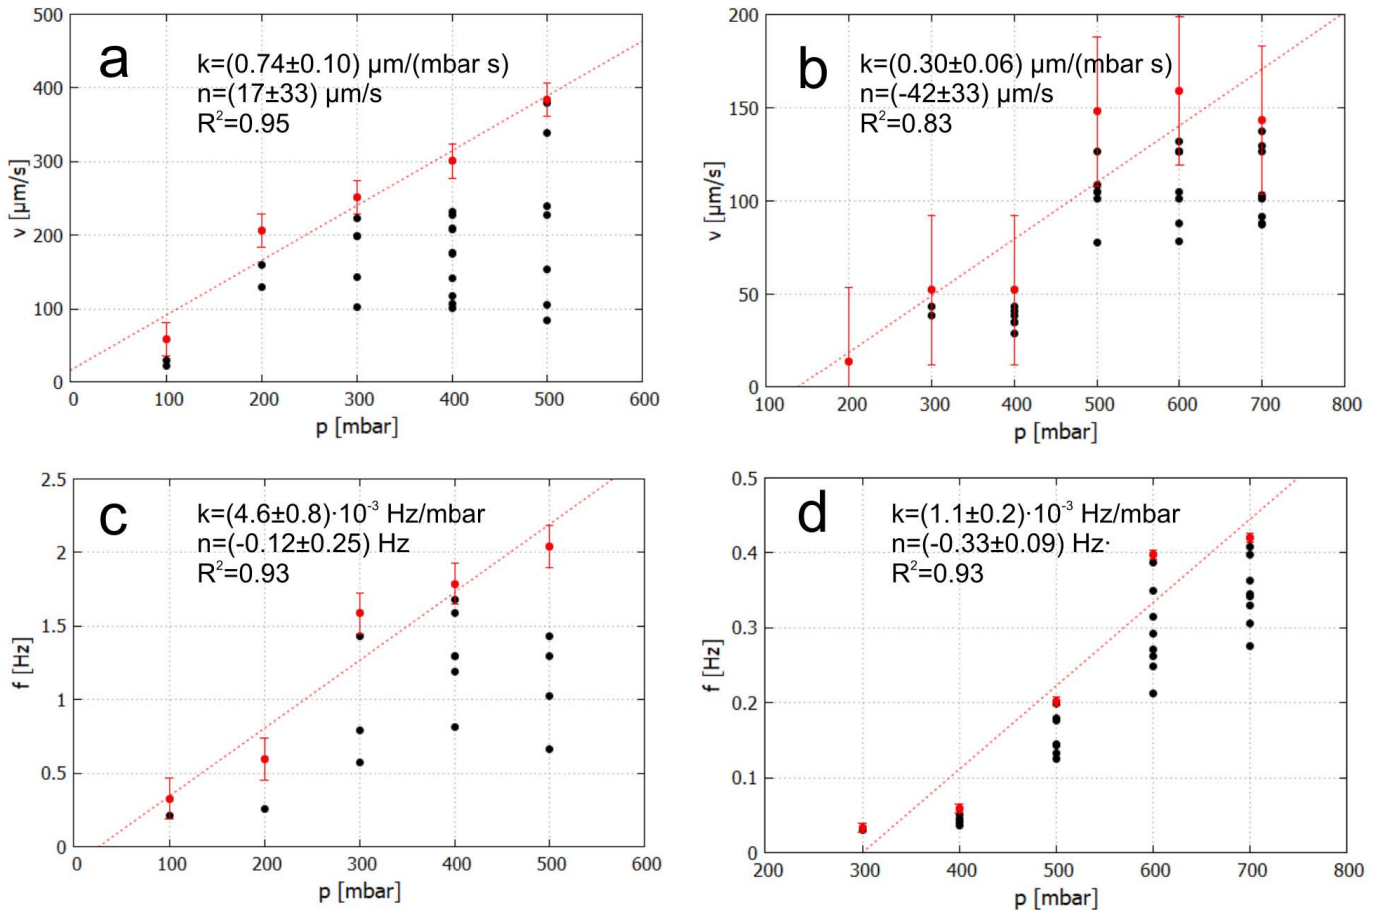 a
k=(0.74±0.10) µm/(mbar s)
n=(17±33) µm/s
R²=0.95
500
400
300
200
100
0
v [µm/s]
0 100 200 300 400 500 600
p [mbar]
b
k=(0.30±0.06) µm/(mbar s)
n=(-42±33) µm/s
R²=0.83
200
150
100
50
0
v [µm/s]
100 200 300 400 500 600 700 800
p [mbar]
c
k=(4.6±0.8)·10⁻³ Hz/mbar
n=(-0.12±0.25) Hz
R²=0.93
2.5
2
1.5
1
0.5
0
f [Hz]
0 100 200 300 400 500 600
p [mbar]
d
k=(1.1±0.2)·10⁻³ Hz/mbar
n=(-0.33±0.09) Hz·
R²=0.93
0.5
0.4
0.3
0.2
0.1
0
f [Hz]
200 300 400 500 600 700 800
p [mbar]